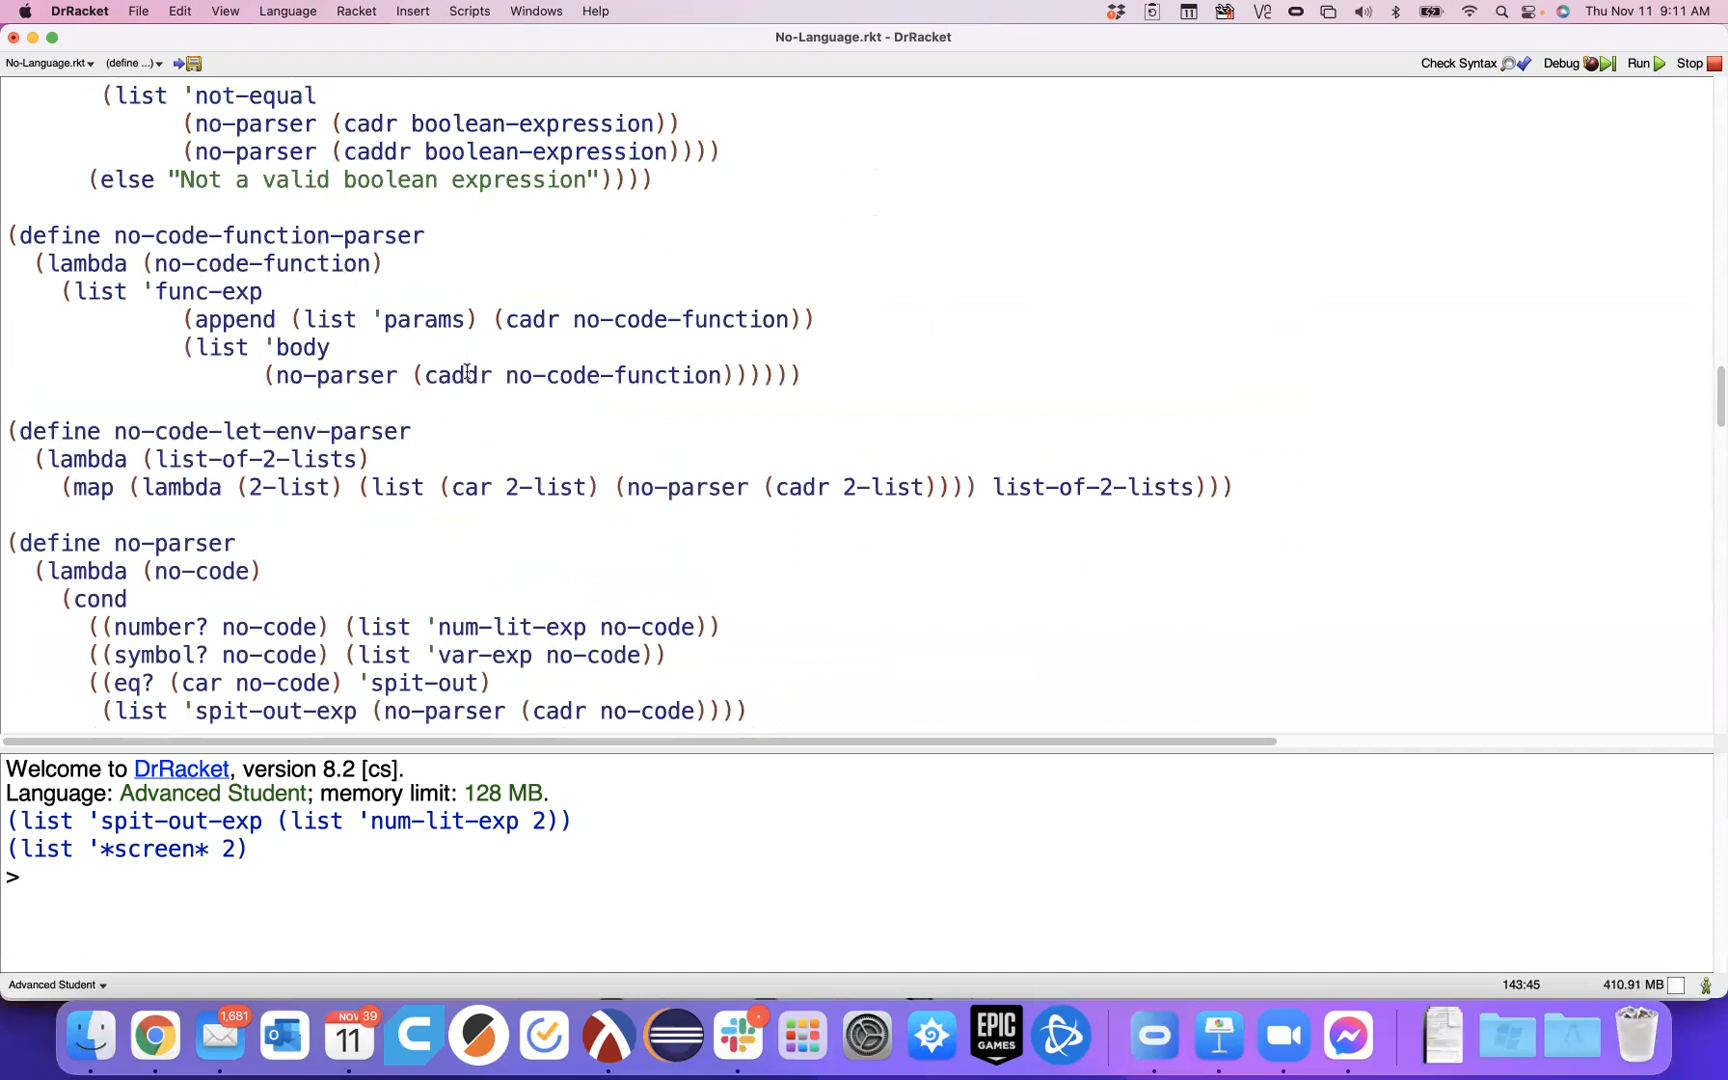 DrRacket File Edit View Language Racket Insert Scripts Windows Help Thu Nov 11 9:11 AM
No-Language.rkt - DrRacket
No-Language.rkt (define ...) Check Syntax Debug Run Stop
(list 'not-equal
(no-parser (cadr boolean-expression))
(no-parser (caddr boolean-expression))))
(else "Not a valid boolean expression"))))
(define no-code-function-parser
(lambda (no-code-function)
(list 'func-exp
(append (list 'params) (cadr no-code-function))
(list 'body
(no-parser (caddr no-code-function))))))
(define no-code-let-env-parser
(lambda (list-of-2-lists)
(map (lambda (2-list) (list (car 2-list) (no-parser (cadr 2-list)))) list-of-2-lists)))
(define no-parser
(lambda (no-code)
(cond
((number? no-code) (list 'num-lit-exp no-code))
((symbol? no-code) (list 'var-exp no-code))
((eq? (car no-code) 'spit-out)
(list 'spit-out-exp (no-parser (cadr no-code))))
Welcome to DrRacket, version 8.2 [cs].
Language: Advanced Student; memory limit: 128 MB.
(list 'spit-out-exp (list 'num-lit-exp 2))
(list '*screen* 2)
>
Advanced Student 143:45 410.91 MB
1,681 NOV 39
11
EPIC
GAMES